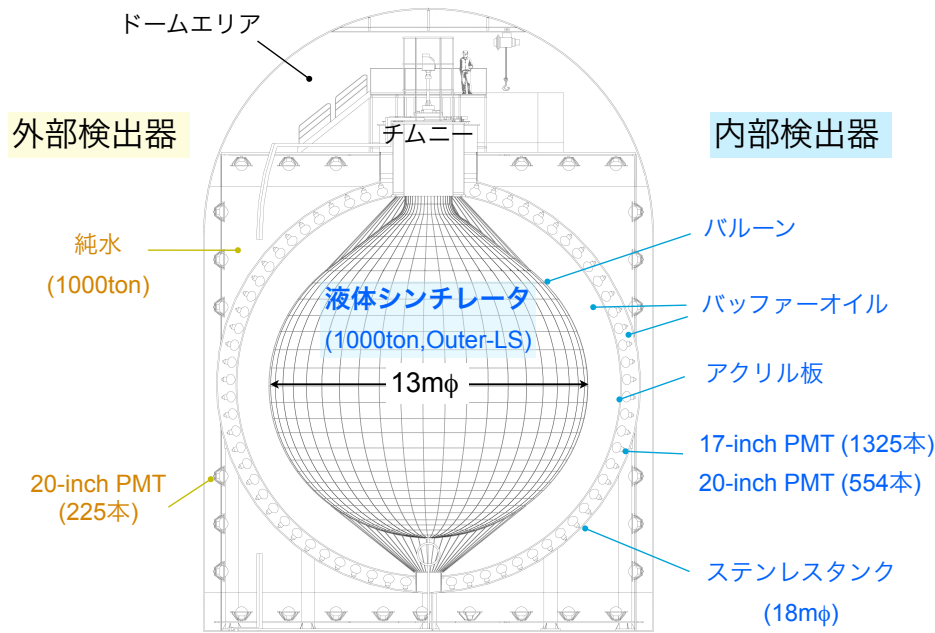 ドームエリア
外部検出器
チムニー
内部検出器
純水
(1000ton)
バルーン
液体シンチレータ
(1000ton,Outer-LS)
バッファーオイル
13mφ
アクリル板
20-inch PMT
(225本)
17-inch PMT (1325本)
20-inch PMT (554本)
ステンレスタンク
(18mφ)